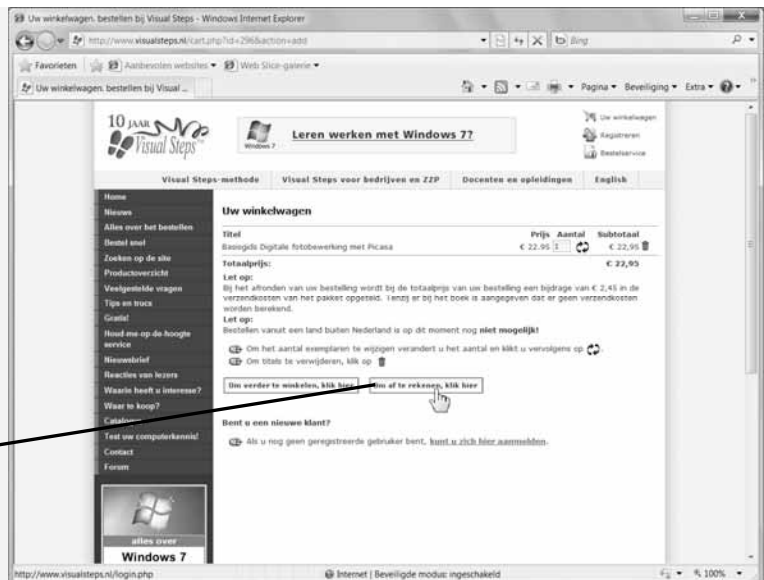 Uw winkelwagen. bestellen bij Visual Steps - Windows Internet Explorer
http://www.visualsteps.nl/cart.php?id=296&action=add
Bing
Favorieten Aanbevolen websites Web Slice-galerie
Uw winkelwagen. bestellen bij Visual ...
Pagina Beveiliging Extra
10 JAAR
Visual Steps™
Windows 7
Leren werken met Windows 7?
Uw winkelwagen
Registreren
Bestelservice
Visual Steps-methode Visual Steps voor bedrijven en ZZP Docenten en opleidingen English
Home
Nieuws
Alles over het bestellen
Bestel snel
Zoeken op de site
Productoverzicht
Veelgestelde vragen
Tips en trucs
Gratis!
Houd me op de hoogte
service
Nieuwsbrief
Reacties van lezers
Waarin heeft u interesse?
Waar te koop?
Test uw computerkennis!
Contact
Forum
alles over
Windows 7
Uw winkelwagen
Titel Prijs Aantal Subtotaal
Basisgids Digitale fotobewerking met Picasa € 22,95 1 € 22,95
Totaalprijs: € 22,95
Let op:
Bij het afronden van uw bestelling wordt bij de totaalprijs van uw bestelling een bijdrage van € 2,45 in de
verzendkosten van het pakket opgeteld. Tenzij er bij het boek is aangegeven dat er geen verzendkosten
worden berekend.
Let op:
Bestellen vanuit een land buiten Nederland is op dit moment nog niet mogelijk!
Om het aantal exemplaren te wijzigen verandert u het aantal en klikt u vervolgens op
Om titels te verwijderen, klik op
Om verder te winkelen, klik hier Om af te rekenen, klik hier
Bent u een nieuwe klant?
Als u nog geen geregistreerde gebruiker bent, kunt u zich hier aanmelden.
http://www.visualsteps.nl/login.php Internet | Beveiligde modus: ingeschakeld 100%